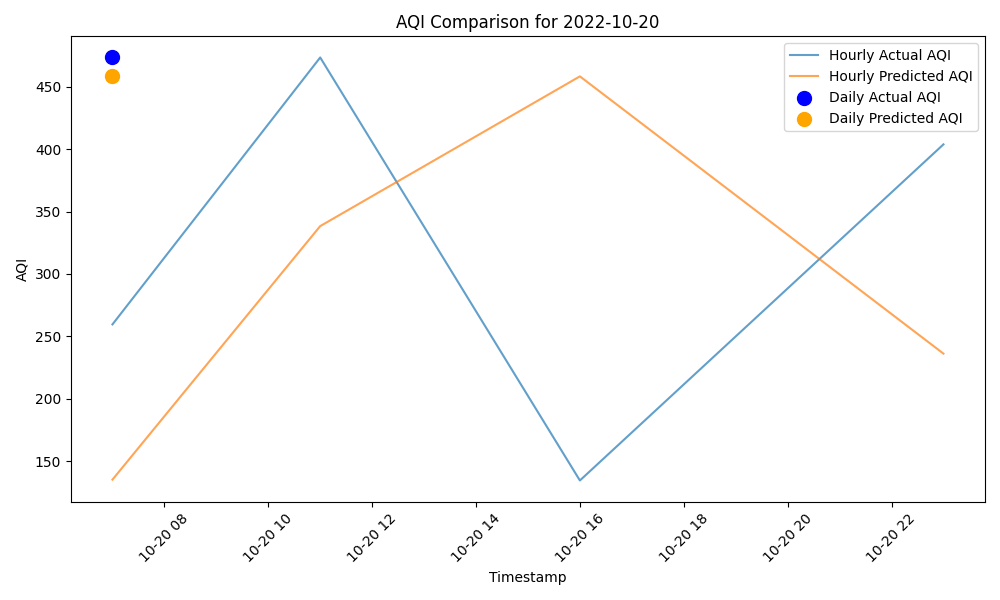 AQI Comparison for 2022-10-20
Hourly Actual AQI
Hourly Predicted AQI
Daily Actual AQI
Daily Predicted AQI
AQI
450
400
350
300
250
200
150
10-20 08
10-20 10
10-20 12
10-20 14
10-20 16
10-20 18
10-20 20
10-20 22
Timestamp